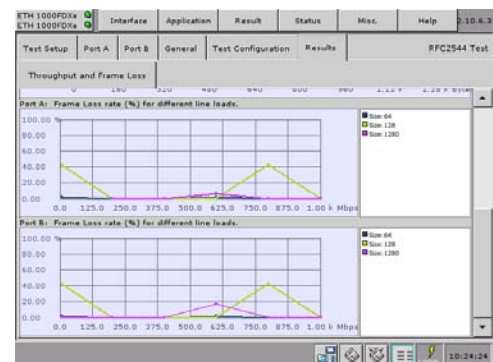 ETH 1000FDXs
ETH 1000FDXs
Interface Application Result Status Misc. Help 2.10.6.3
Test Setup Port A Port B General Test Configuration Results RFC2544 Test
Throughput and Frame Loss
Port A: Frame Loss rate (%) for different line loads.
100.00 %
80.00
60.00
40.00
20.00
0.00
0.0 125.0 250.0 375.0 500.0 625.0 750.0 875.0 1.00 k Mbps
Size: 64
Size: 128
Size: 1280
Port B: Frame Loss rate (%) for different line loads.
100.00 %
80.00
60.00
40.00
20.00
0.00
0.0 125.0 250.0 375.0 500.0 625.0 750.0 875.0 1.00 k Mbps
Size: 64
Size: 128
Size: 1280
10:24:24